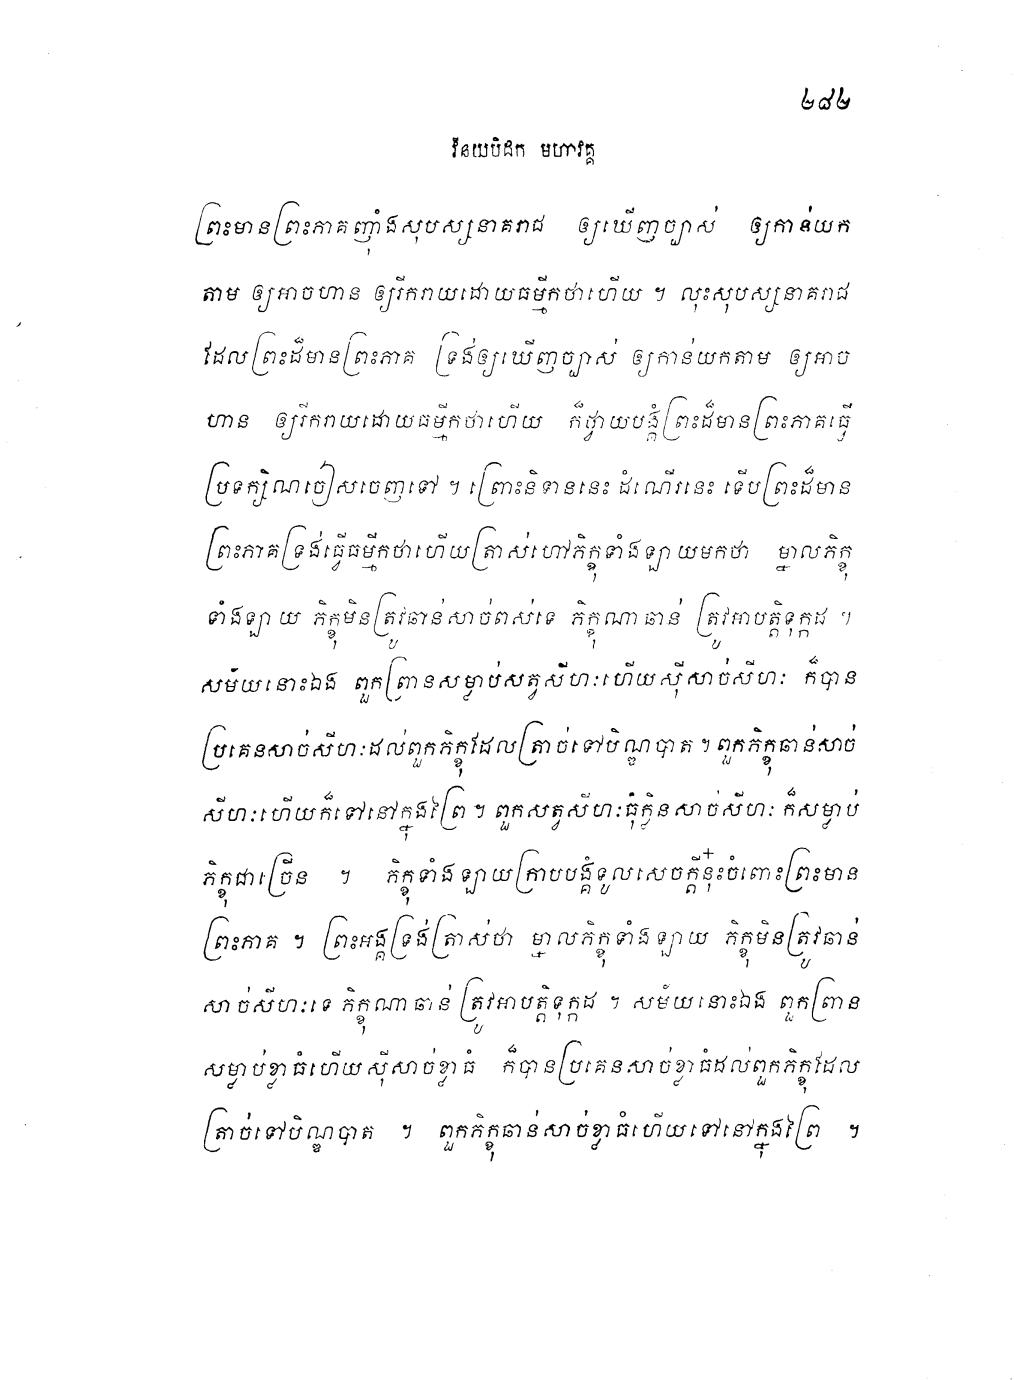 ២៨២
វិនយបិដក មហាវគ្គ
ព្រះមានព្រះភាគញ៉ាំងសុបស្សនាគរាជ ឲ្យឃើញច្បាស់ ឲ្យកាន់យក
តាម ឲ្យអាចហាន ឲ្យរីករាយដោយធម្មីកថាហើយ ។ លុះសុបស្សនាគរាជ
ដែលព្រះដ៏មានព្រះភាគ ទ្រង់ឲ្យឃើញច្បាស់ ឲ្យកាន់យកតាម ឲ្យអាច
ហាន ឲ្យរីករាយដោយធម្មីកថាហើយ ក៏ថ្វាយបង្គំព្រះដ៏មានព្រះភាគធ្វើ
ប្រទក្សិណចៀសចេញទៅ ។ ព្រោះនិទាននេះ ដំណើរនេះ ទើបព្រះដ៏មាន
ព្រះភាគទ្រង់ធ្វើធម្មីកថាហើយត្រាស់ហៅភិក្ខុទាំងឡាយមកថា ម្នាលភិក្ខុ
ទាំងឡាយ ភិក្ខុមិនត្រូវឆាន់សាច់ពស់ទេ ភិក្ខុណាឆាន់ ត្រូវអាបត្តិទុក្កដ ។
សម័យនោះឯង ពួកព្រានសម្លាប់សត្វសីហៈហើយស៊ីសាច់សីហៈ ក៏បាន
ប្រគេនសាច់សីហៈដល់ពួកភិក្ខុដែលត្រាច់ទៅបិណ្ឌបាត ។ ពួកភិក្ខុឆាន់សាច់
សីហៈហើយក៏ទៅនៅក្នុងព្រៃ ។ ពួកសត្វសីហៈធុំក្លិនសាច់សីហៈ ក៏សម្លាប់
ភិក្ខុជាច្រើន ។ ភិក្ខុទាំងឡាយក្រាបបង្គំទូលសេចក្តីនុ៎ះចំពោះព្រះមាន
ព្រះភាគ ។ ព្រះអង្គទ្រង់ត្រាស់ថា ម្នាលភិក្ខុទាំងឡាយ ភិក្ខុមិនត្រូវឆាន់
សាច់សីហៈទេ ភិក្ខុណាឆាន់ ត្រូវអាបត្តិទុក្កដ ។ សម័យនោះឯង ពួកព្រាន
សម្លាប់ខ្លាធំហើយស៊ីសាច់ខ្លាធំ ក៏បានប្រគេនសាច់ខ្លាធំដល់ពួកភិក្ខុដែល
ត្រាច់ទៅបិណ្ឌបាត ។ ពួកភិក្ខុឆាន់សាច់ខ្លាធំហើយទៅនៅក្នុងព្រៃ ។